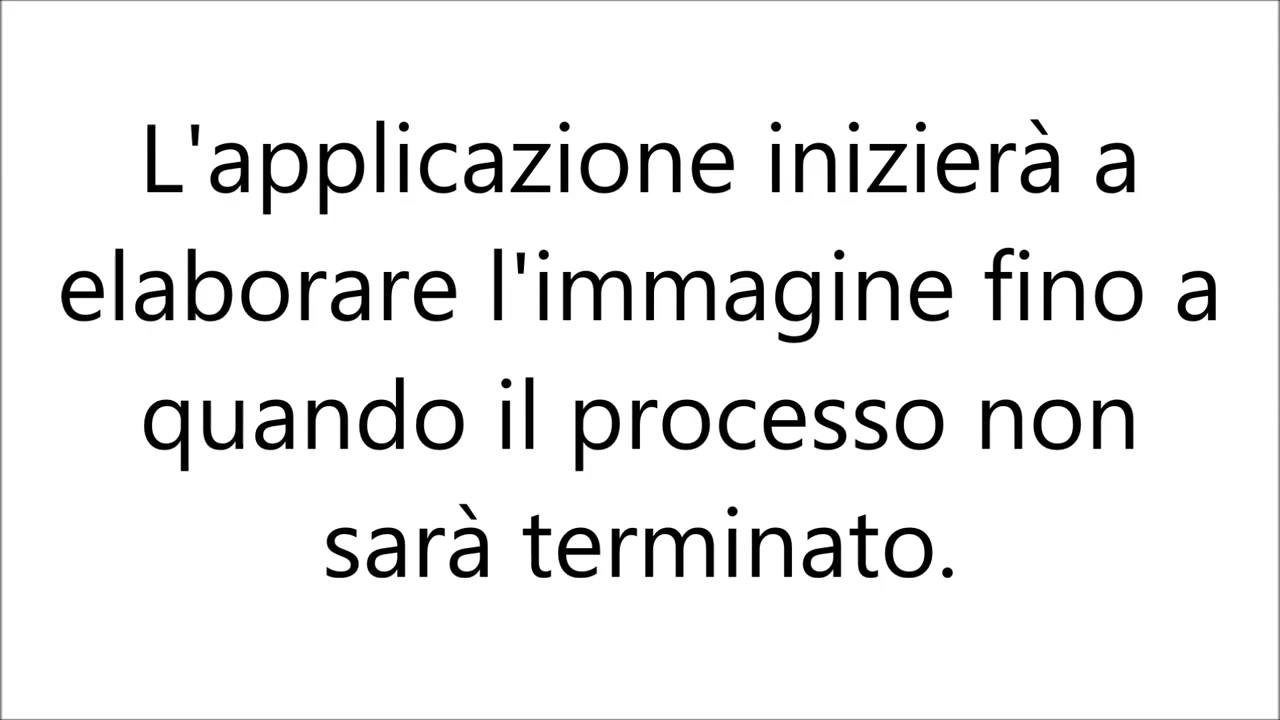 L'applicazione inizierà a
elaborare l'immagine fino a
quando il processo non
sarà terminato.